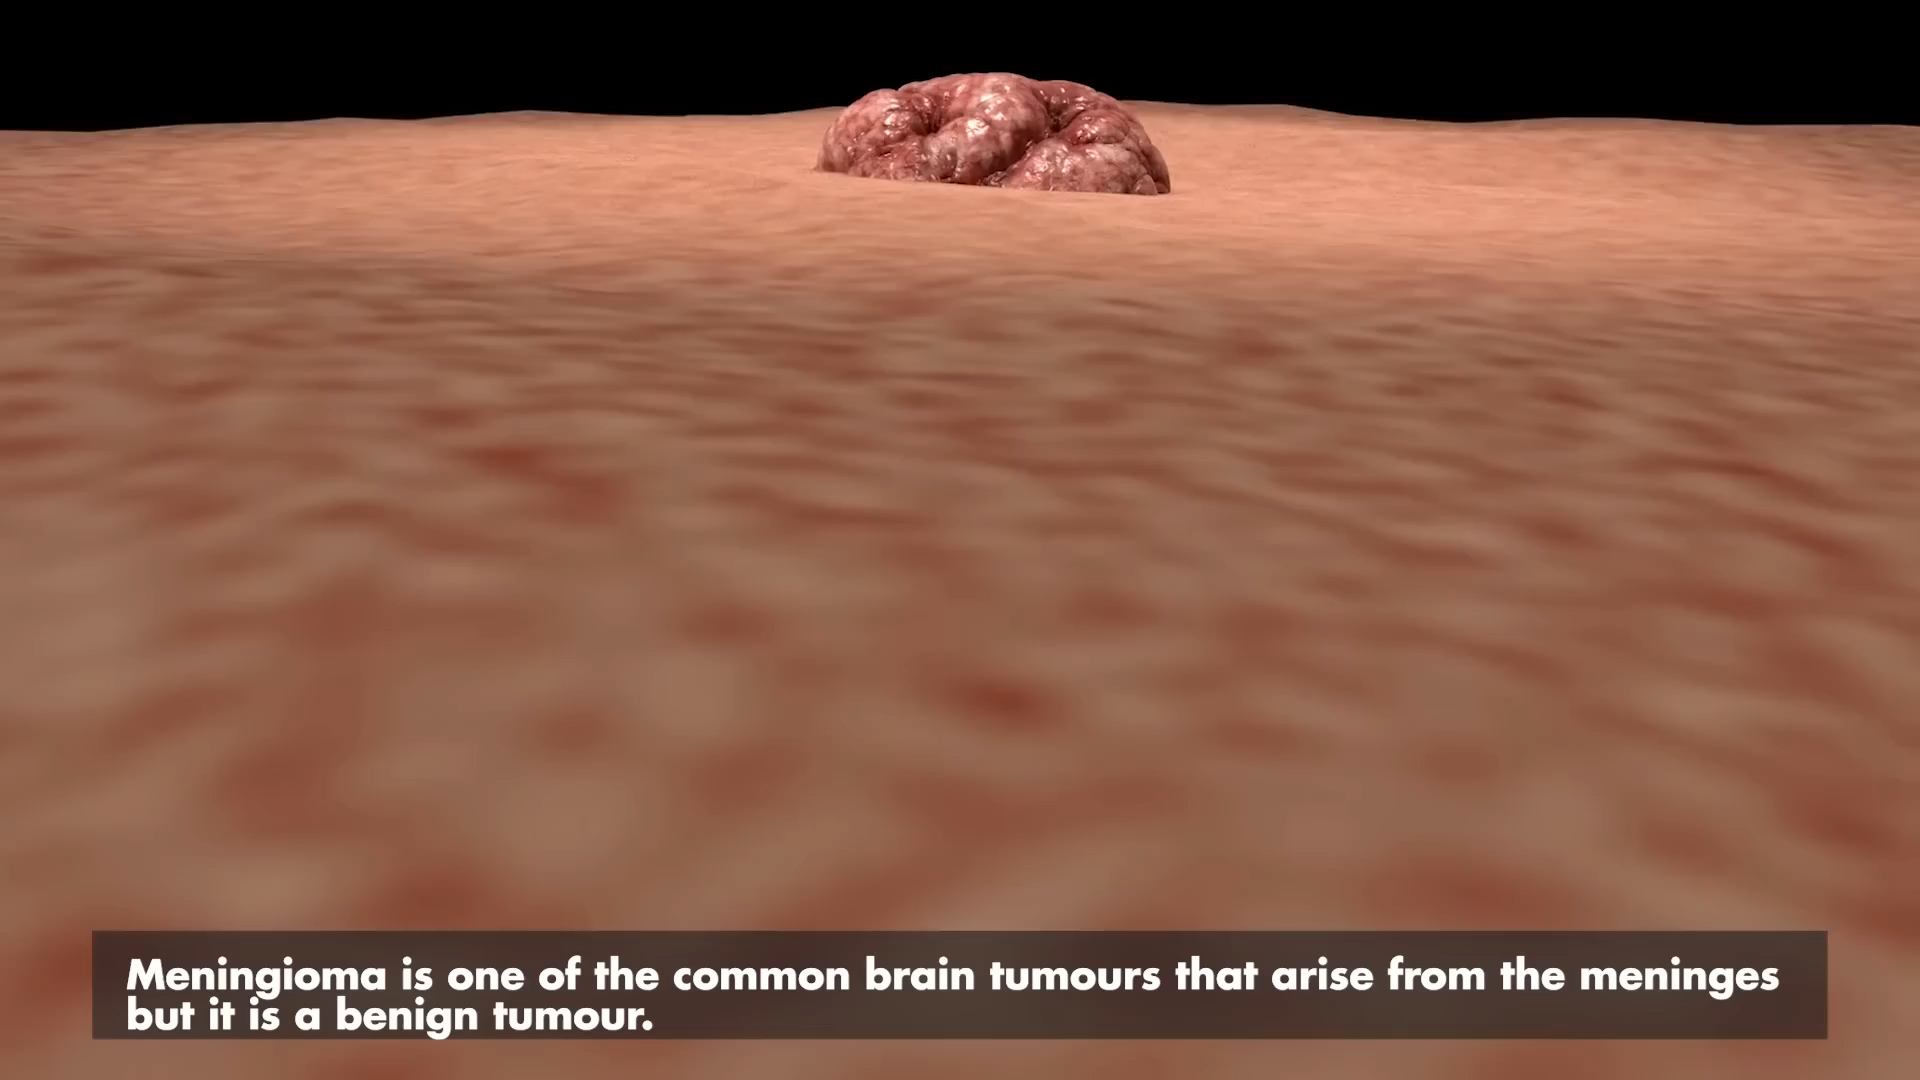 Meningioma is one of the common brain tumours that arise from the meninges
but it is a benign tumour.